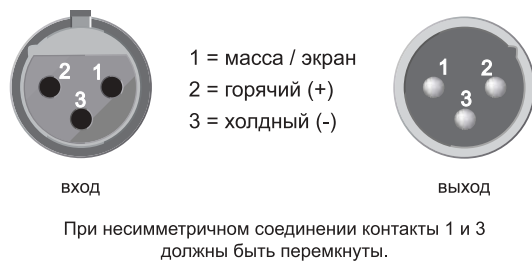 2 1
3
1 = масса / экран
2 = горячий (+)
3 = холдный (-)
1 2
3
вход
выход
При несимметричном соединении контакты 1 и 3
должны быть перемкнуты.